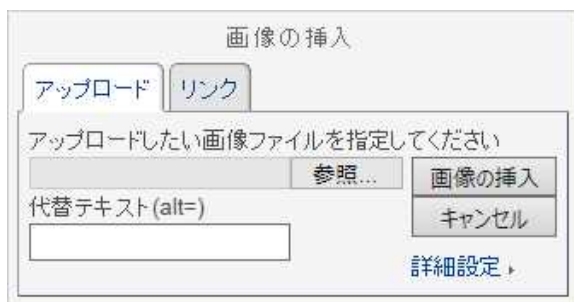 画像の挿入
アップロード リンク
アップロードしたい画像ファイルを指定してください
参照... 画像の挿入
代替テキスト(alt=)
キャンセル
詳細設定